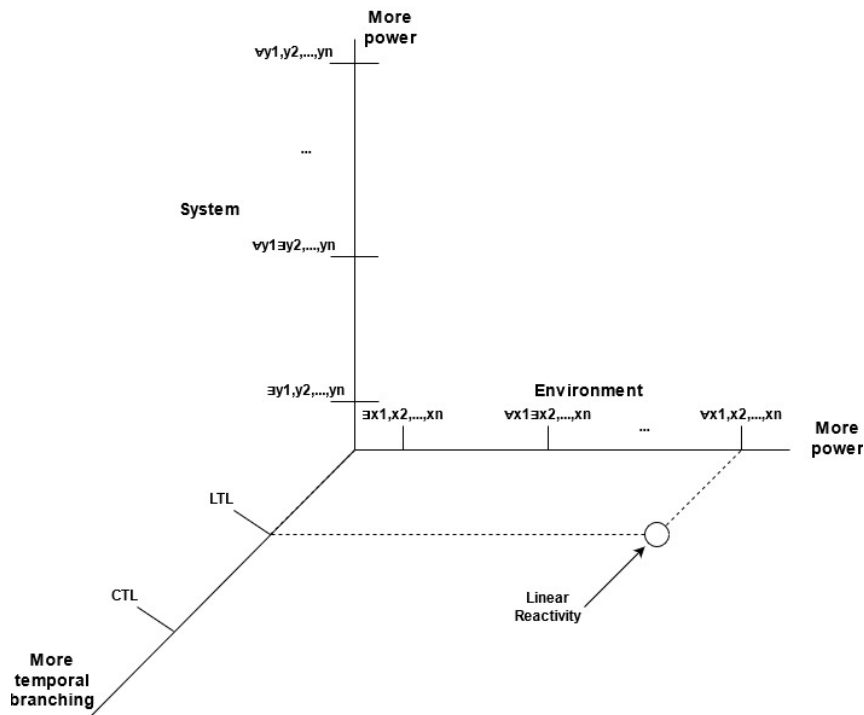 More
power
∀y1,y2,...,yn
...
System
∀y1∃y2,...,yn
∃y1,y2,...,yn
Environment
∃x1,x2,...,xn
∀x1∃x2,...,xn
...
∀x1,x2,...,xn
More
power
LTL
CTL
Linear
Reactivity
More
temporal
branching